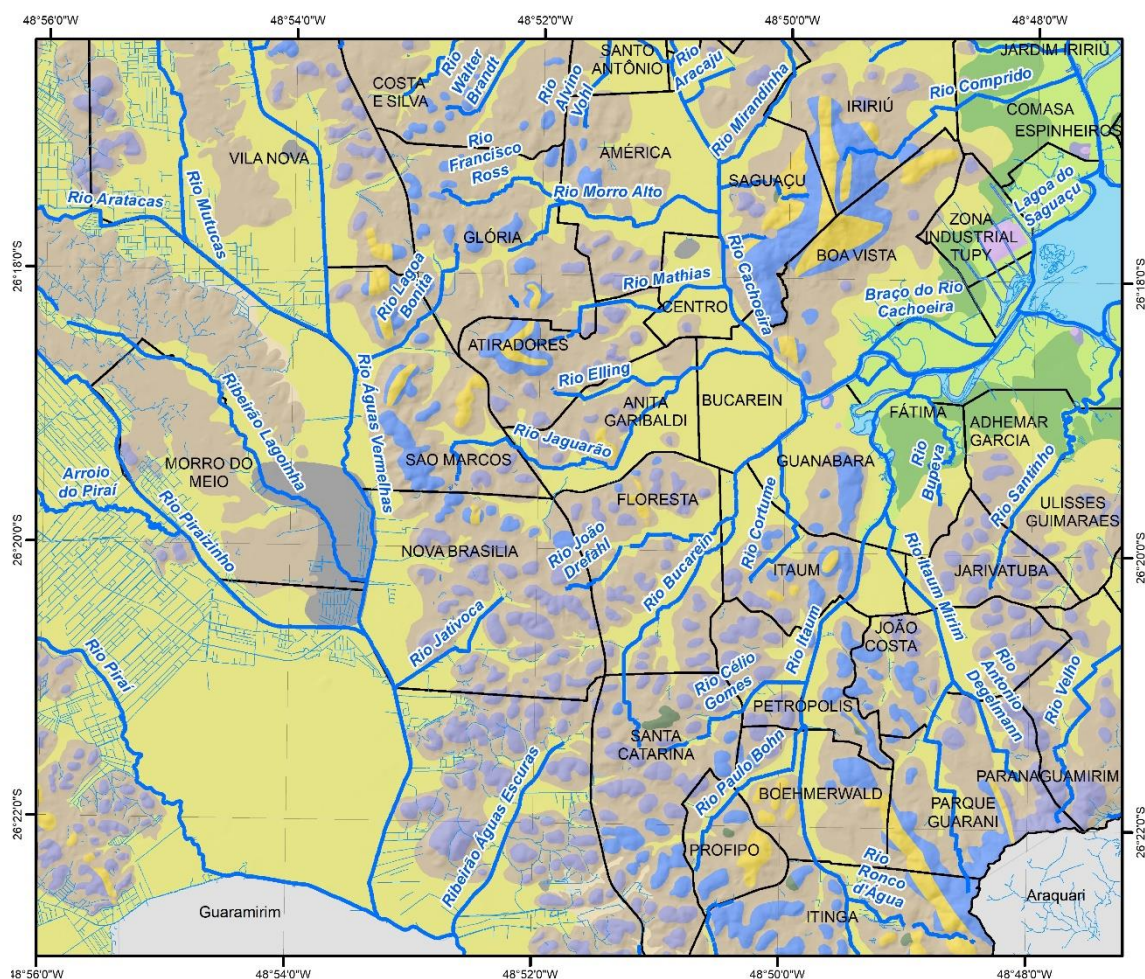 48°56'0"W
48°54'0"W
48°52'0"W
48°50'0"W
48°48'0"W
COSTA
E SILVA
Rio
Walter
Brandt
Rio
Alvino
Vohl
SANTO
ANTÔNIO
Rio
Aracaju
Rio Mirandinha
IRIRIÚ
JARDIM IRIRIÚ
Rio Comprido
COMASA
ESPINHEIROS
VILA NOVA
Rio
Francisco
Ross
AMÉRICA
SAGUAÇU
Lagoa do
Saguaçu
Rio Aratacas
Rio Mutucas
Rio Morro Alto
GLÓRIA
ZONA
INDUSTRIAL
TUPY
BOA VISTA
26°18'0"S
26°18'0"S
Rio Lagoa
Bonita
Rio Mathias
CENTRO
Rio Cachoeira
Braço do Rio
Cachoeira
ATIRADORES
Rio Elling
Rio Águas Vermelhas
Ribeirão Lagoinha
ANITA
GARIBALDI
BUCAREIN
FÁTIMA
ADHEMAR
GARCIA
Rio Jaguarão
MORRO DO
MEIO
SAO MARCOS
GUANABARA
Rio
Bupeva
Rio Santinho
Arroio
do Piraí
Rio Piraízinho
FLORESTA
ULISSES
GUIMARAES
26°20'0"S
26°20'0"S
NOVA BRASILIA
Rio João
Drefahl
Rio Bucarein
Rio Cortume
ITAUM
Rio Itaum Mirim
JARIVATUBA
Rio Jativoca
Rio Itaum
JOÃO
COSTA
Rio Piraí
Rio Célio
Gomes
Rio
Antonio
Degelmann
Rio Velho
PETRÓPOLIS
SANTA
CATARINA
Rio Paulo Bohn
Ribeirão Águas Escuras
BOEHMERWALD
PARANAGUAMIRIM
PARQUE
GUARANI
26°22'0"S
26°22'0"S
PROFIPO
Rio
Ronco
d'Água
Guaramirim
Araquari
ITINGA
48°56'0"W
48°54'0"W
48°52'0"W
48°50'0"W
48°48'0"W